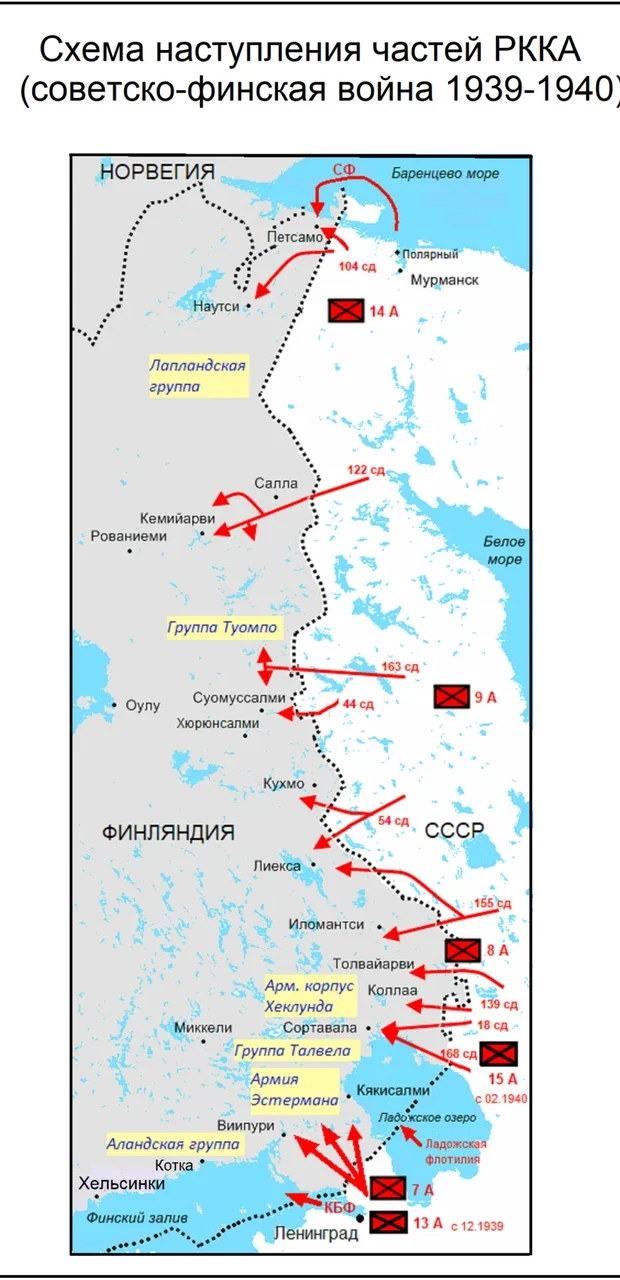 Схема наступления частей РККА
(советско-финская война 1939-1940)
НОРВЕГИЯ
СФ
Баренцево море
Петсамо
Полярный
104 сд
Мурманск
Наутси
14 А
Лапландская
группа
122 сд
Салла
Кемийарви
Рованиеми
Белое
море
Группа Туомпо
163 сд
Суомуссалми
44 сд
9 А
Оулу
Хюрюнсалми
Кухмо
54 сд
ФИНЛЯНДИЯ
СССР
Лиекса
155 сд
Иломантси
8 А
Толвайарви
Арм. корпус
Хеклунда
Коллаа
139 сд
Миккели
Сортавала
18 сд
Группа Талвела
168 сд
15 А
с 02.1940
Армия
Эстермана
Кякисалми
Ладожское озеро
Виипури
Ладожская
флотилия
Аландская группа
Котка
Хельсинки
7 А
КБФ
Финский залив
Ленинград
13 А с 12.1939